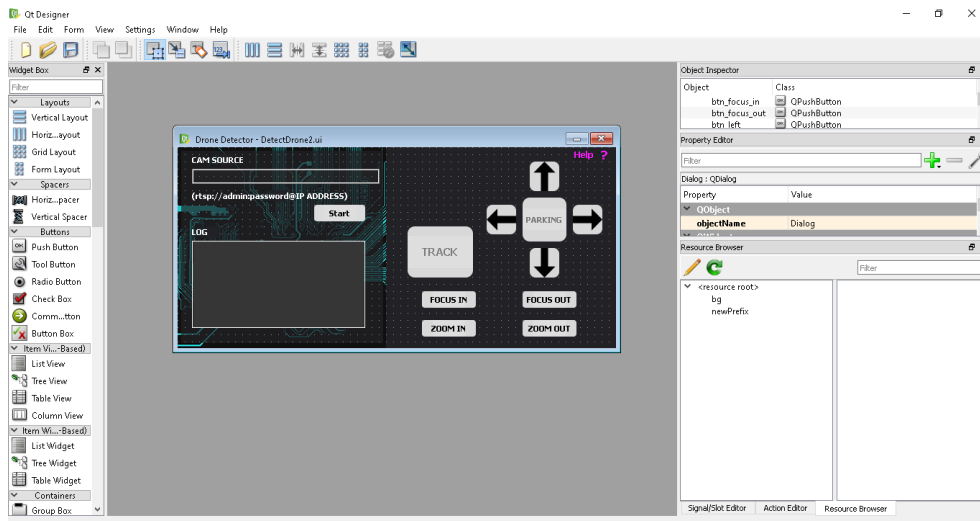 Qt Designer
File Edit Form View Settings Window Help
Widget Box
Filter
Layouts
Vertical Layout
Horiz...ayout
Grid Layout
Form Layout
Spacers
Horiz...pacer
Vertical Spacer
Buttons
Push Button
Tool Button
Radio Button
Check Box
Comm...tton
Button Box
Item Vi...-Based)
List View
Tree View
Table View
Column View
Item Wi...-Based)
List Widget
Tree Widget
Table Widget
Containers
Group Box
Drone Detector - DetectDrone2.ui
CAM SOURCE
Help ?
(rtsp://admin:password@IP ADDRESS)
Start
LOG
PARKING
TRACK
FOCUS IN FOCUS OUT
ZOOM IN ZOOM OUT
Object Inspector
Object Class
btn_focus_in QPushButton
btn_focus_out QPushButton
btn_left QPushButton
Property Editor
Filter
Dialog : QDialog
Property Value
QObject
objectName Dialog
Resource Browser
Filter
<resource root>
bg
newPrefix
Signal/Slot Editor Action Editor Resource Browser